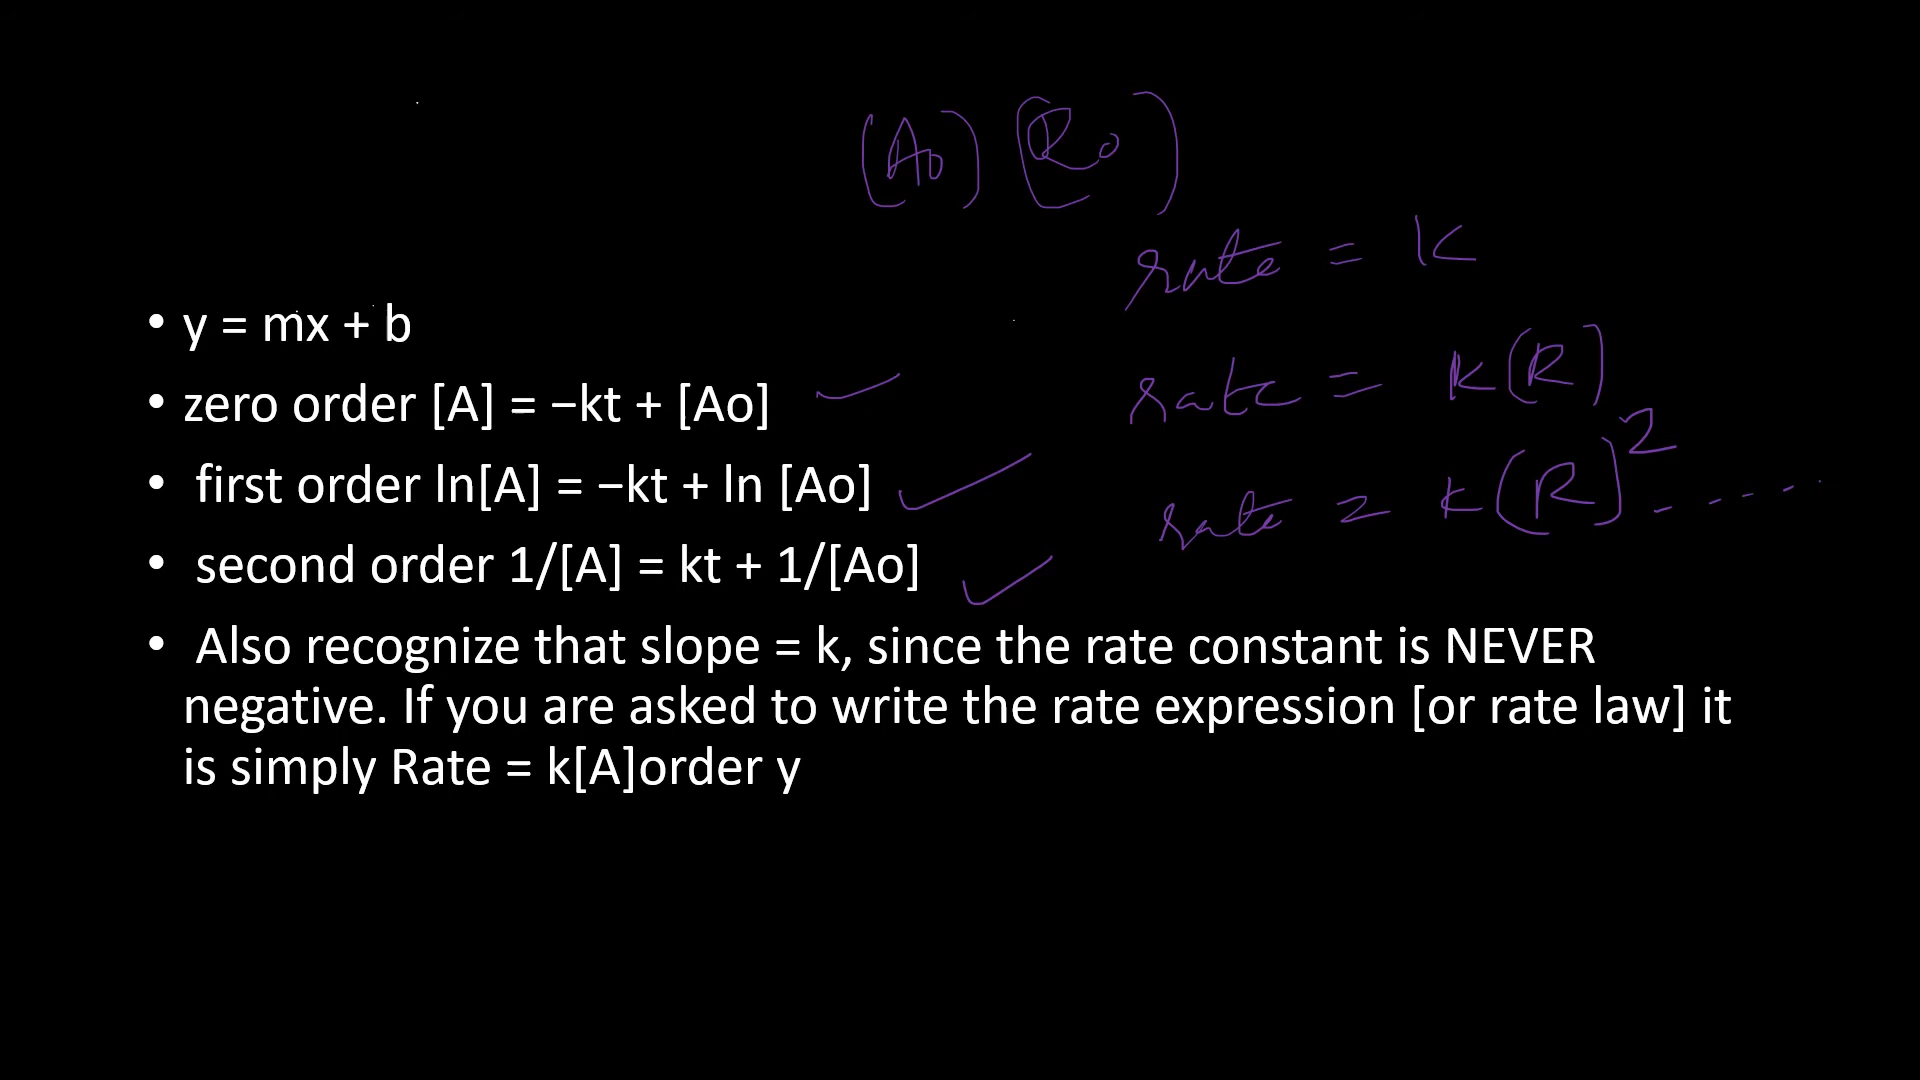 [A₀] [R₀]
rate = k
• y = mx + b
rate = k[R]
• zero order [A] = −kt + [Ao]
rate = k[R]² - - - - -
• first order ln[A] = −kt + ln [Ao]
• second order 1/[A] = kt + 1/[Ao]
• Also recognize that slope = k, since the rate constant is NEVER
negative. If you are asked to write the rate expression [or rate law] it
is simply Rate = k[A]order y